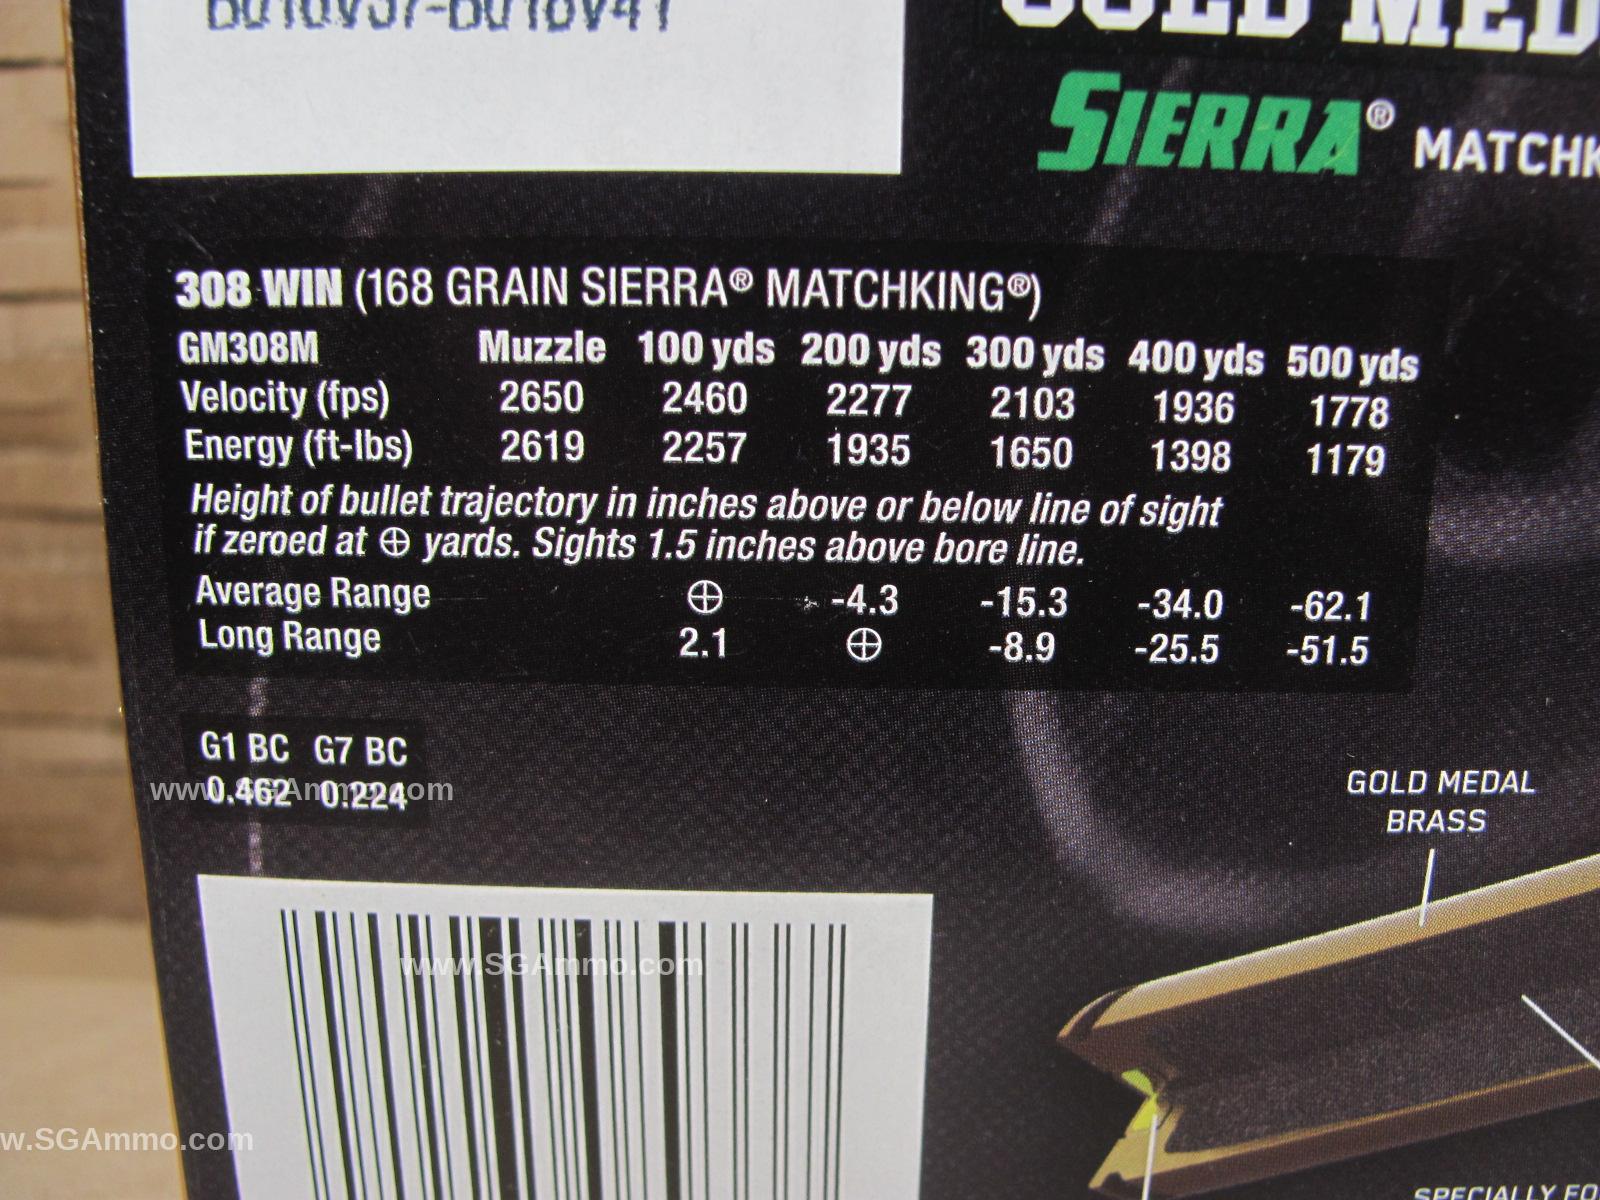 GOLD MED
SIERRA® MATCHK
308 WIN (168 GRAIN SIERRA® MATCHKING®)
GM308M Muzzle 100 yds 200 yds 300 yds 400 yds 500 yds
Velocity (fps) 2650 2460 2277 2103 1936 1778
Energy (ft-lbs) 2619 2257 1935 1650 1398 1179
Height of bullet trajectory in inches above or below line of sight
if zeroed at ⊕ yards. Sights 1.5 inches above bore line.
Average Range ⊕ -4.3 -15.3 -34.0 -62.1
Long Range 2.1 ⊕ -8.9 -25.5 -51.5
G1 BC G7 BC
0.462 0.224
www.SGAmmo.com
GOLD MEDAL
BRASS
www.SGAmmo.com
w.SGAmmo.com
SPECIALLY FO